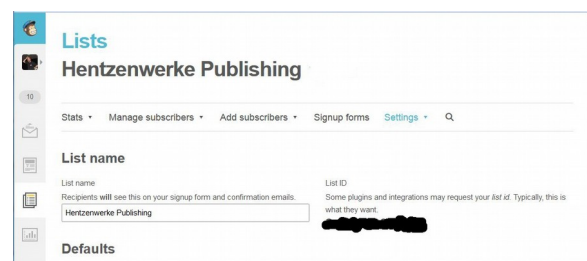 Lists
Hentzenwerke Publishing
10
Stats Manage subscribers Add subscribers Signup forms Settings
List name
List name
Recipients will see this on your signup form and confirmation emails.
Hentzenwerke Publishing
List ID
Some plugins and integrations may request your list id. Typically, this is
what they want.
Defaults